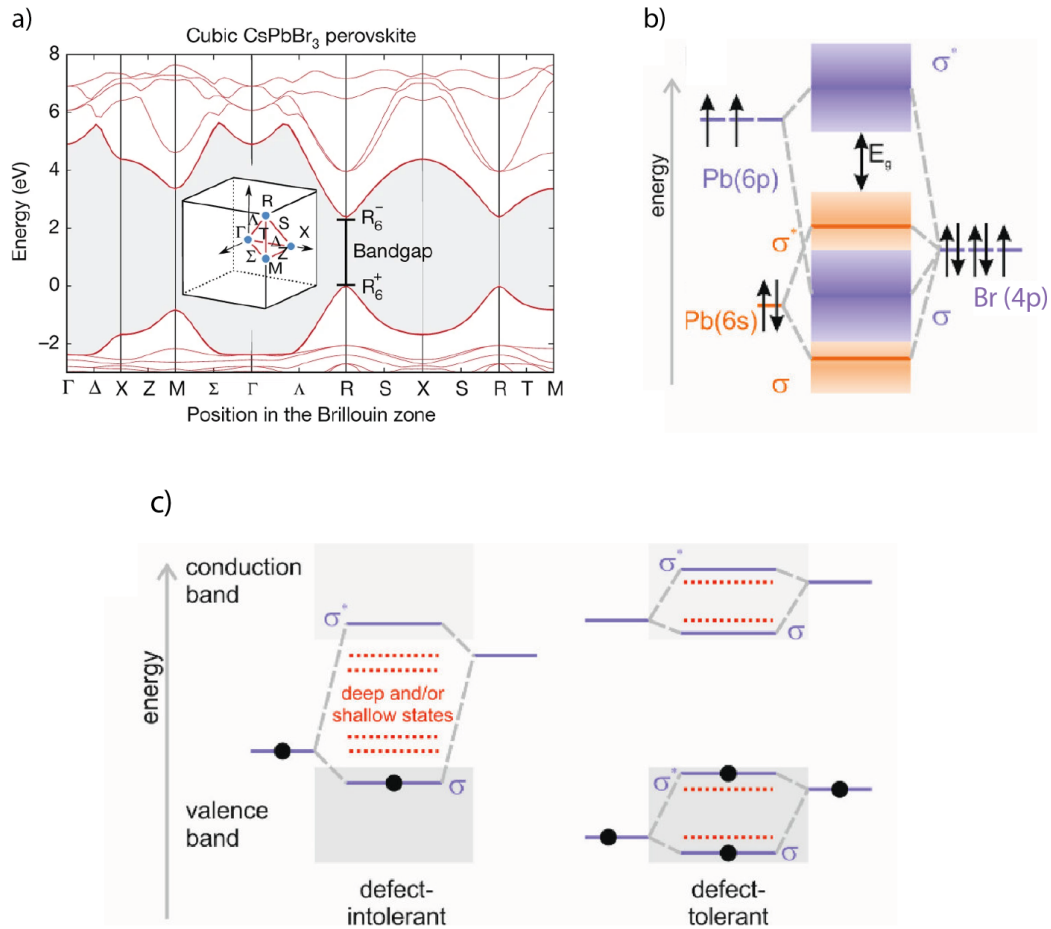 a)
Cubic CsPbBr₃ perovskite
Energy (eV)
8
6
4
2
0
−2
R
Λ
S
Γ
T
Δ
X
Σ
Z
M
R₆⁻
Bandgap
R₆⁺
Γ Δ X Z M Σ Γ Λ R S X S R T M
Position in the Brillouin zone
b)
energy
σ*
Pb(6p)
E_g
σ*
Pb(6s)
Br (4p)
σ
σ
c)
energy
conduction
band
σ*
deep and/or
shallow states
σ
valence
band
defect-
intolerant
σ*
σ
σ*
σ
defect-
tolerant